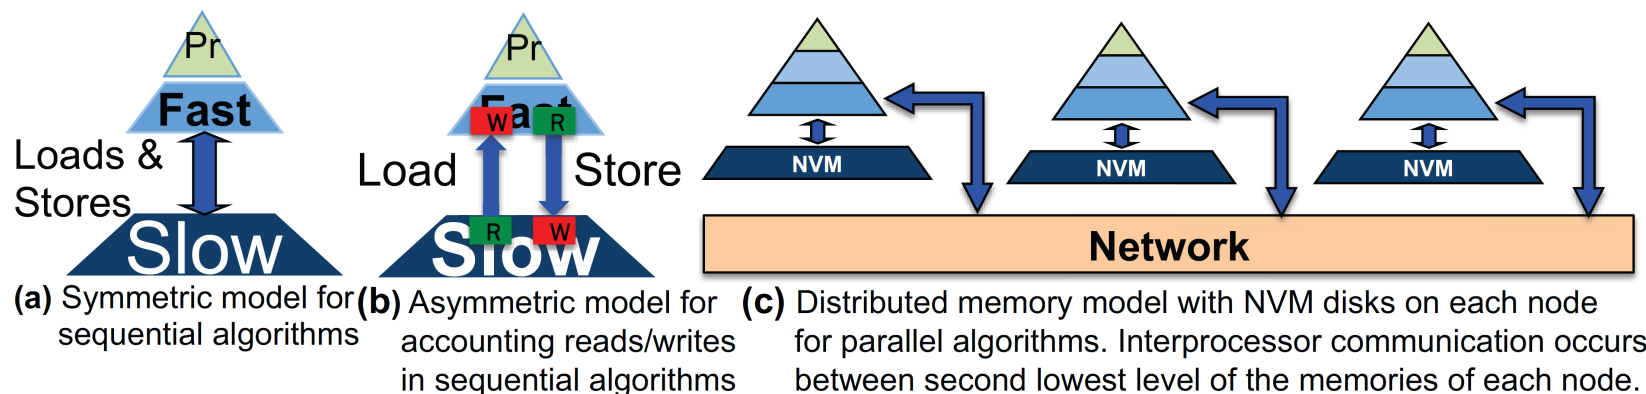 Pr
Fast
Loads &
Stores
Slow
(a) Symmetric model for
sequential algorithms
Pr
Fast
W R
Load Store
R W
Slow
(b) Asymmetric model for
accounting reads/writes
in sequential algorithms
NVM NVM NVM
Network
(c) Distributed memory model with NVM disks on each node
for parallel algorithms. Interprocessor communication occurs
between second lowest level of the memories of each node.